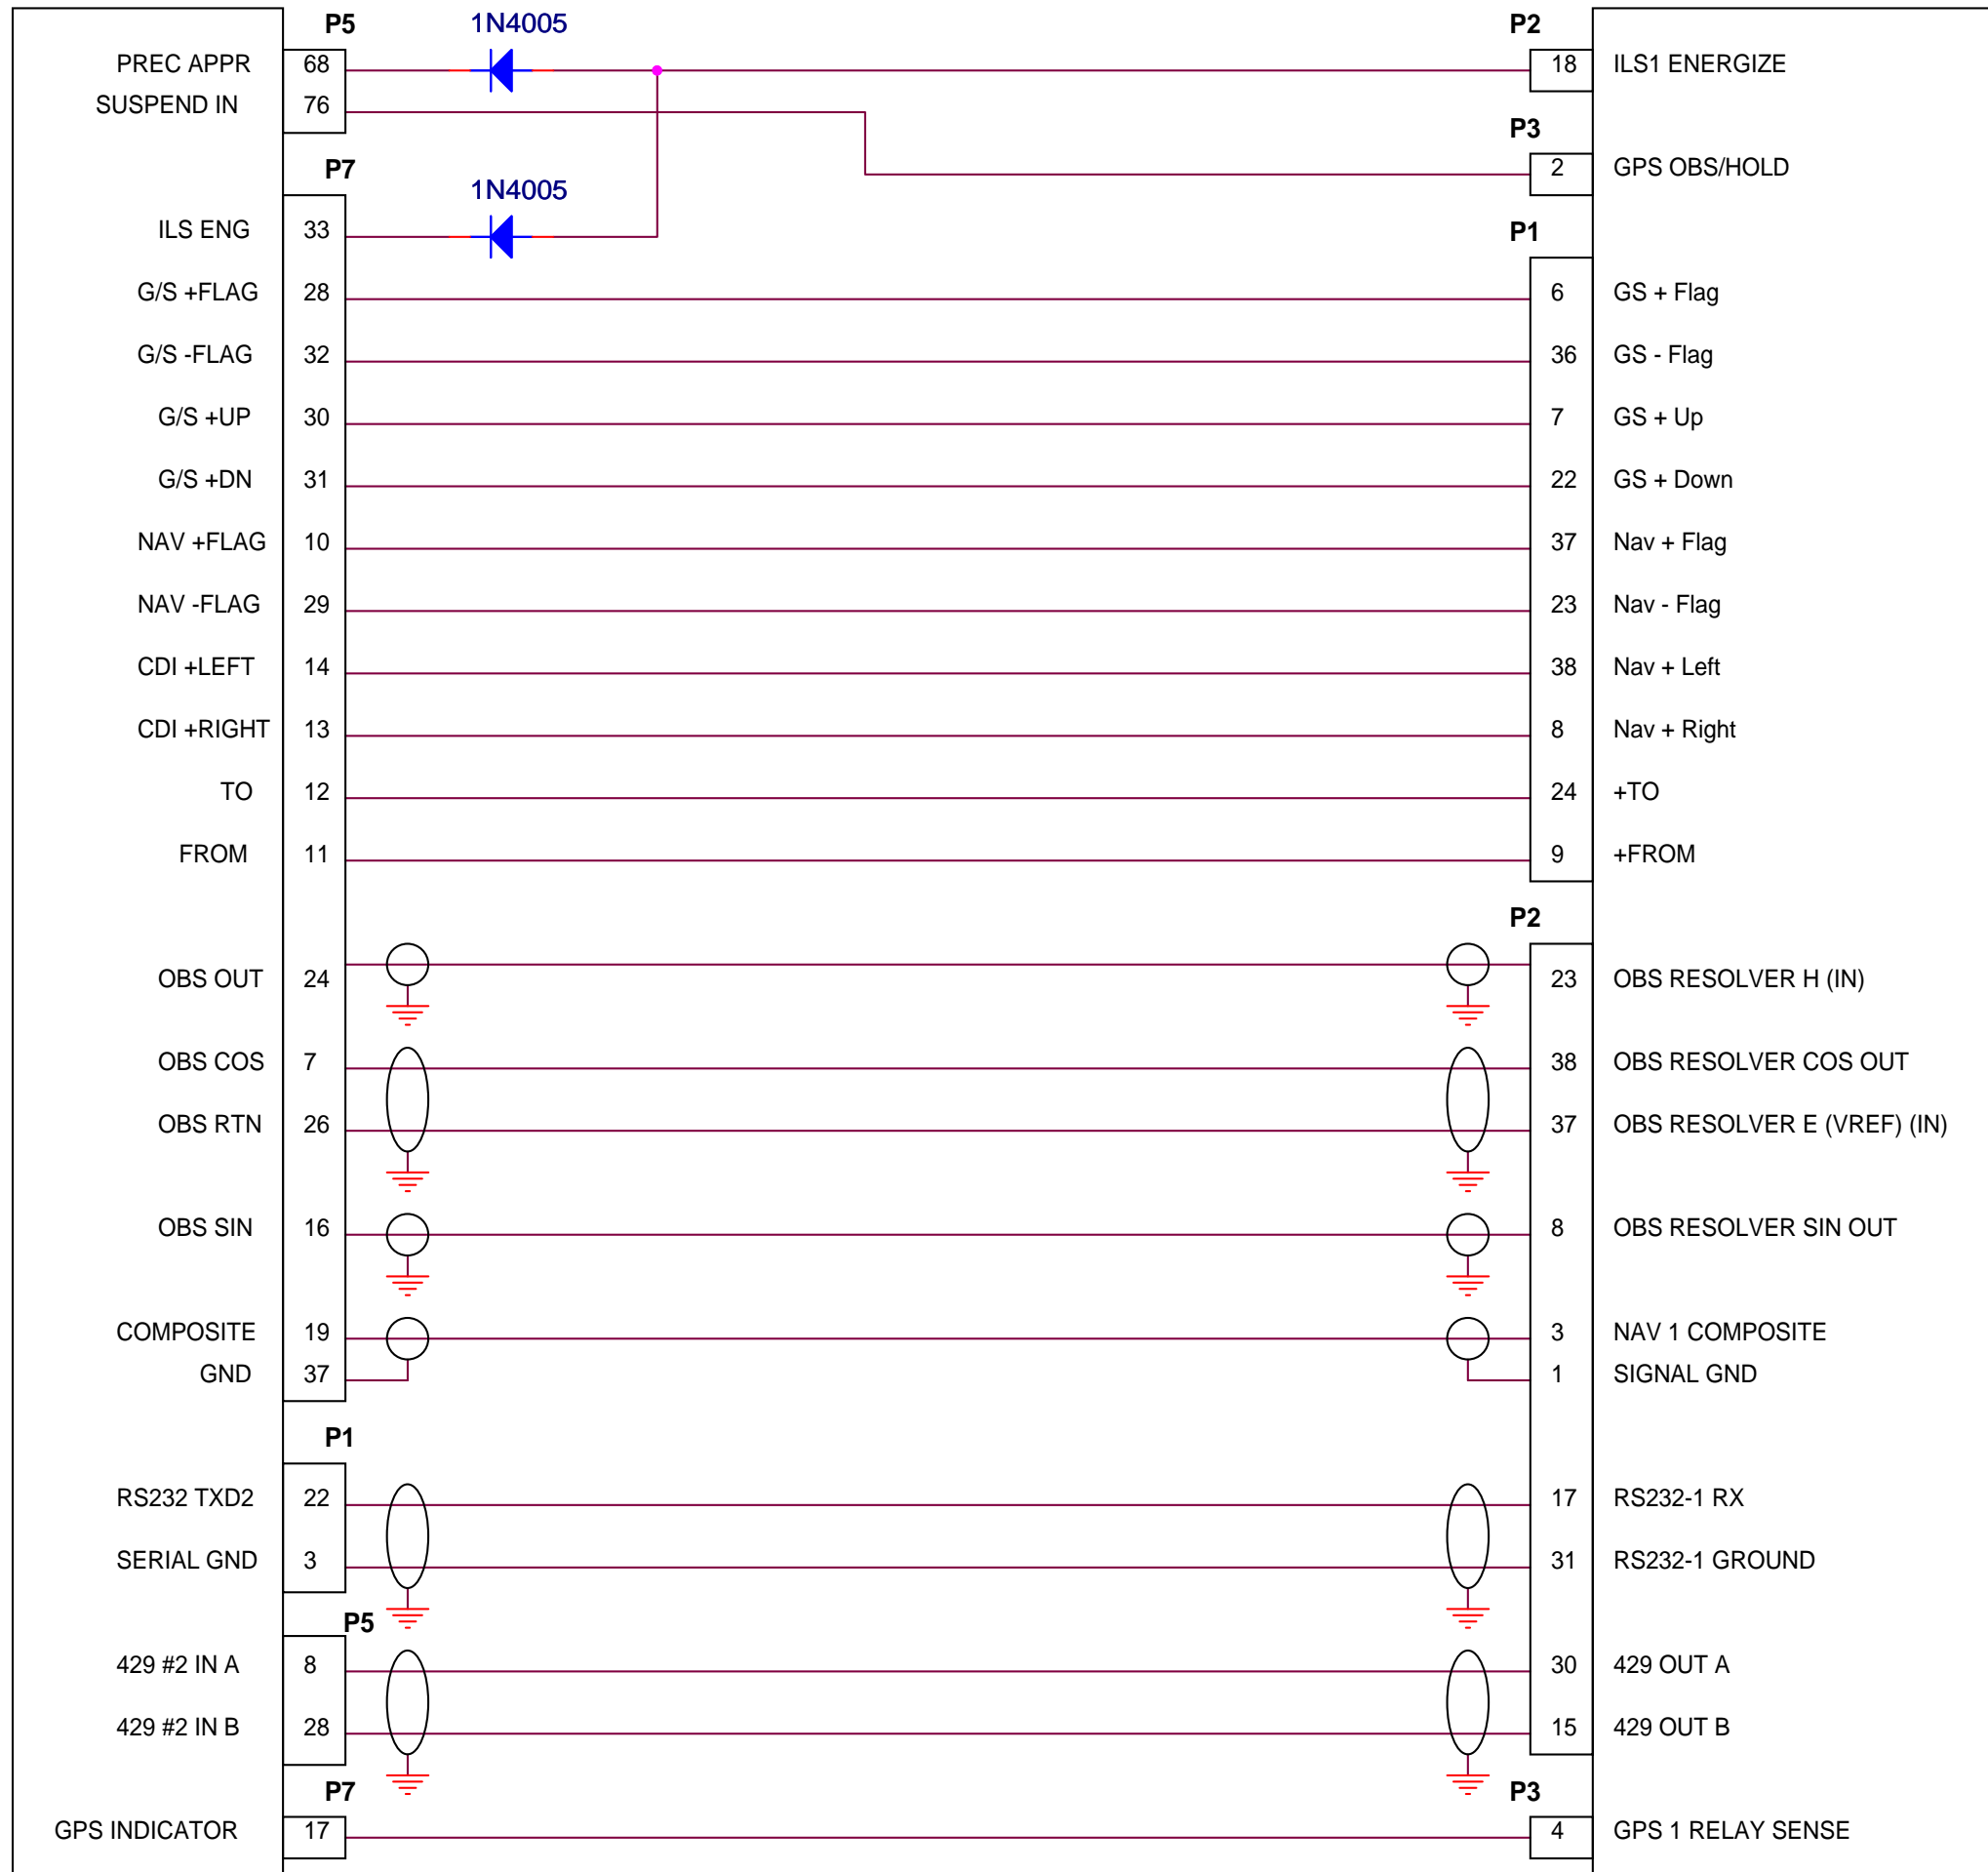 P5 1N4005 P2
PREC APPR 68 18 ILS1 ENERGIZE
SUSPEND IN 76
P3
P7 2 GPS OBS/HOLD
1N4005
ILS ENG 33 P1
G/S +FLAG 28 6 GS + Flag
G/S -FLAG 32 36 GS - Flag
G/S +UP 30 7 GS + Up
G/S +DN 31 22 GS + Down
NAV +FLAG 10 37 Nav + Flag
NAV -FLAG 29 23 Nav - Flag
CDI +LEFT 14 38 Nav + Left
CDI +RIGHT 13 8 Nav + Right
TO 12 24 +TO
FROM 11 9 +FROM
P2
OBS OUT 24 23 OBS RESOLVER H (IN)
OBS COS 7 38 OBS RESOLVER COS OUT
OBS RTN 26 37 OBS RESOLVER E (VREF) (IN)
OBS SIN 16 8 OBS RESOLVER SIN OUT
COMPOSITE 19 3 NAV 1 COMPOSITE
GND 37 1 SIGNAL GND
P1
RS232 TXD2 22 17 RS232-1 RX
SERIAL GND 3 31 RS232-1 GROUND
P5
429 #2 IN A 8 30 429 OUT A
429 #2 IN B 28 15 429 OUT B
P7 P3
GPS INDICATOR 17 4 GPS 1 RELAY SENSE